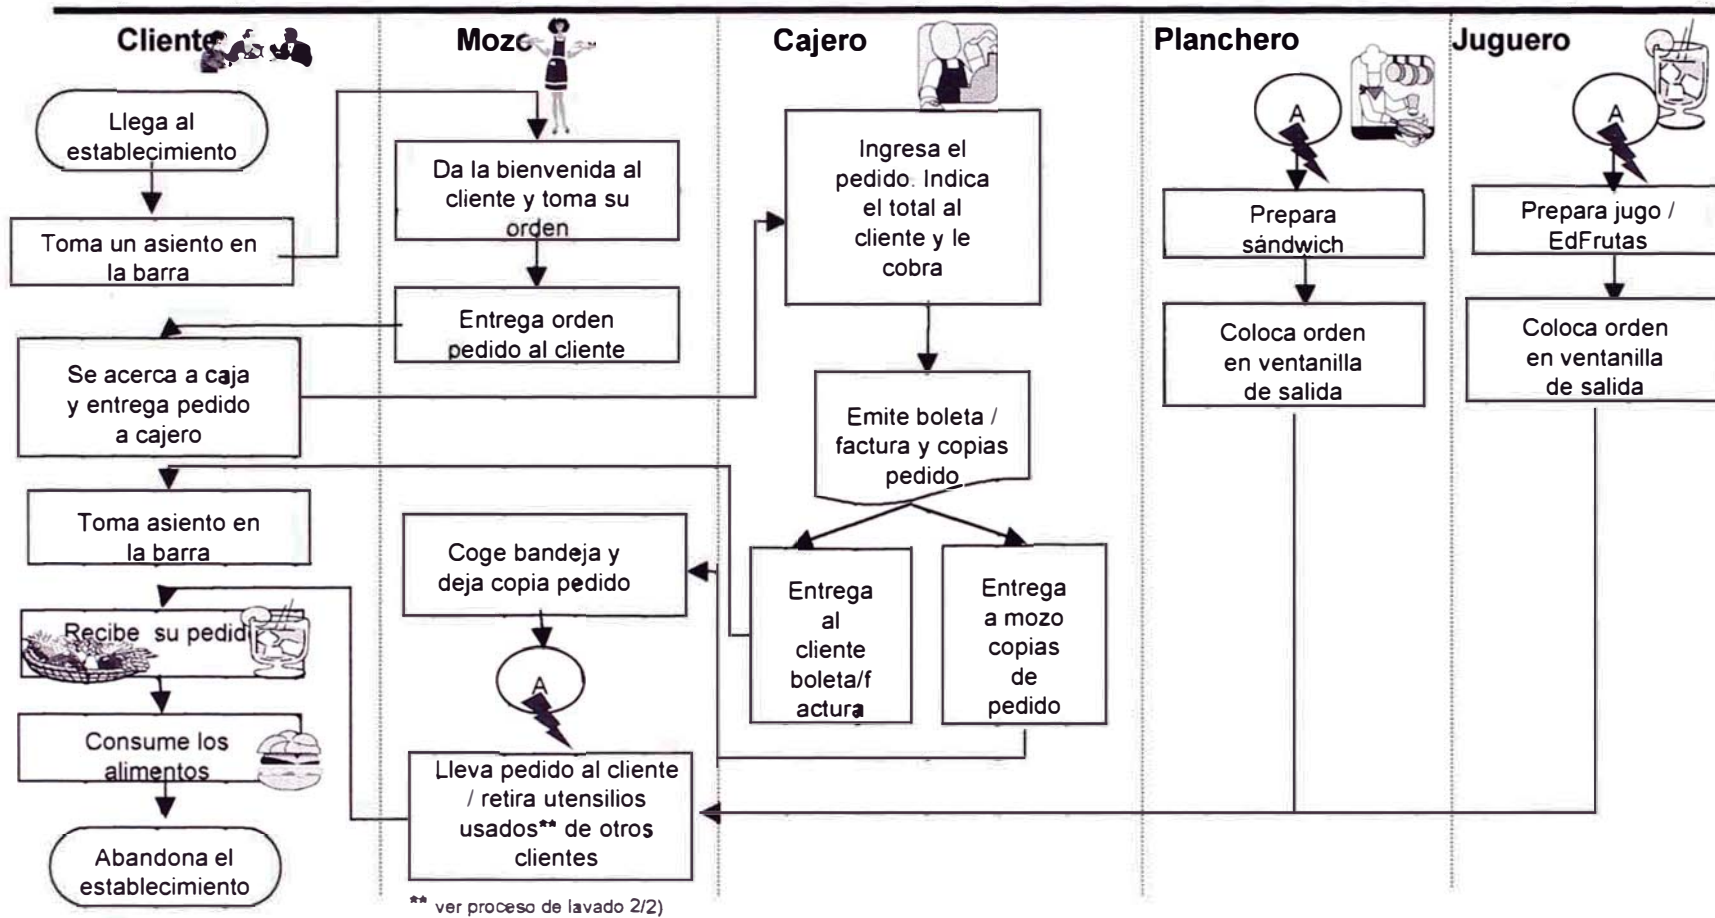 Cliente
Mozo
Cajero
Planchero
Juguero
Llega al
establecimiento
Toma un asiento en
la barra
Se acerca a caja
y entrega pedido
a cajero
Toma asiento en
la barra
Recibe su pedido
Consume los
alimentos
Abandona el
establecimiento
Da la bienvenida al
cliente y toma su
orden
Entrega orden
pedido al cliente
Coge bandeja y
deja copia pedido
A
Lleva pedido al cliente
/ retira utensilios
usados** de otros
clientes
** ver proceso de lavado 2/2)
Ingresa el
pedido. Indica
el total al
cliente y le
cobra
Emite boleta /
factura y copias
pedido
Entrega
al
cliente
boleta/f
actura
Entrega
a mozo
copias
de
pedido
A
Prepara
sándwich
Coloca orden
en ventanilla
de salida
A
Prepara jugo /
EdFrutas
Coloca orden
en ventanilla
de salida